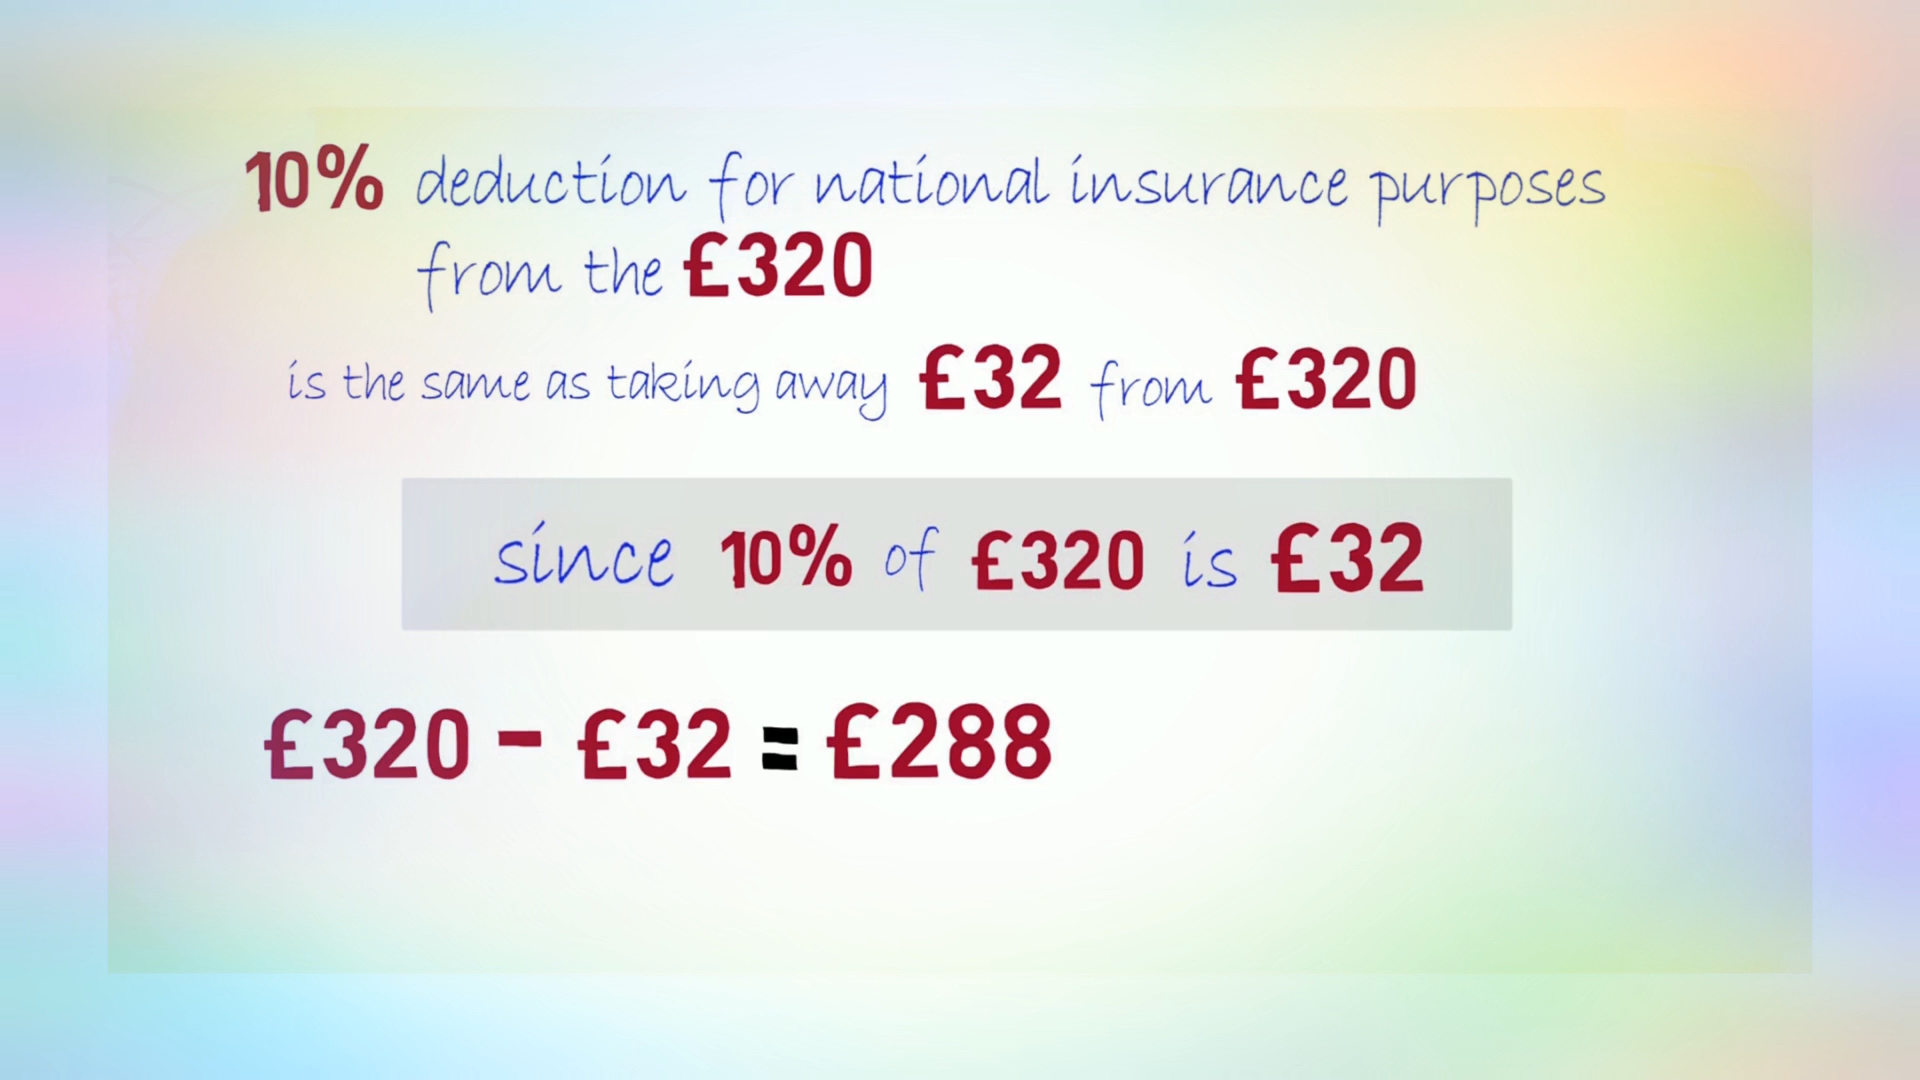 10% deduction for national insurance purposes
from the £320
is the same as taking away £32 from £320
since 10% of £320 is £32
£320 - £32 = £288